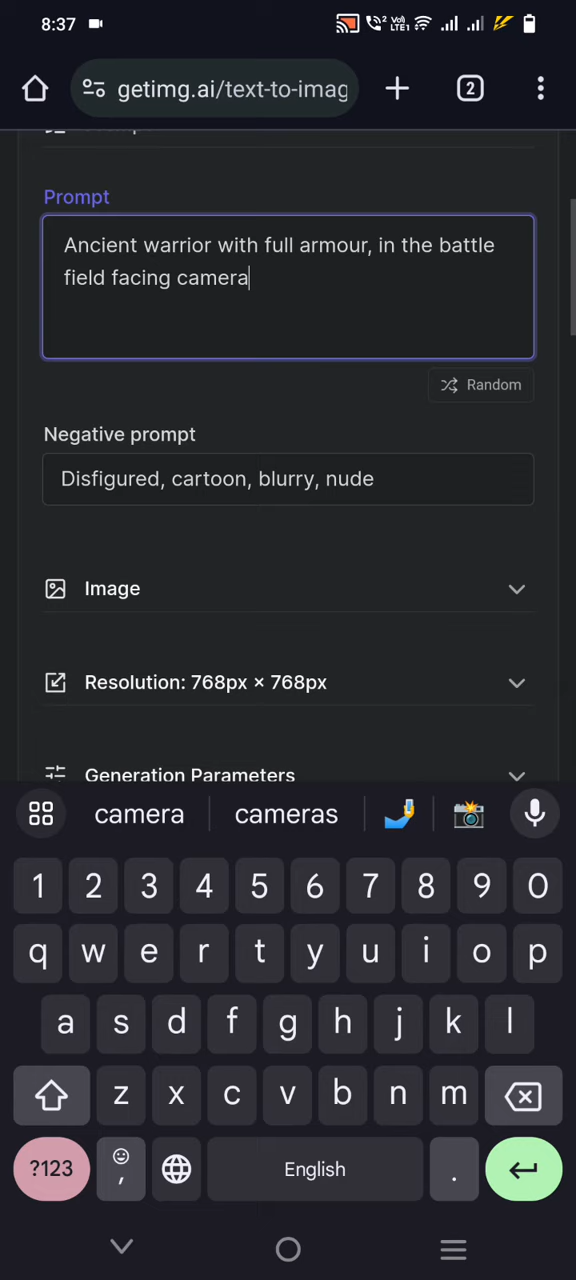 8:37
VoI) LTE1
getimg.ai/text-to-imag
2
Prompt
Ancient warrior with full armour, in the battle
field facing camera
Random
Negative prompt
Disfigured, cartoon, blurry, nude
Image
Resolution: 768px × 768px
Generation Parameters
camera cameras
1 2 3 4 5 6 7 8 9 0
q w e r t y u i o p
a s d f g h j k l
z x c v b n m
?123 , English .